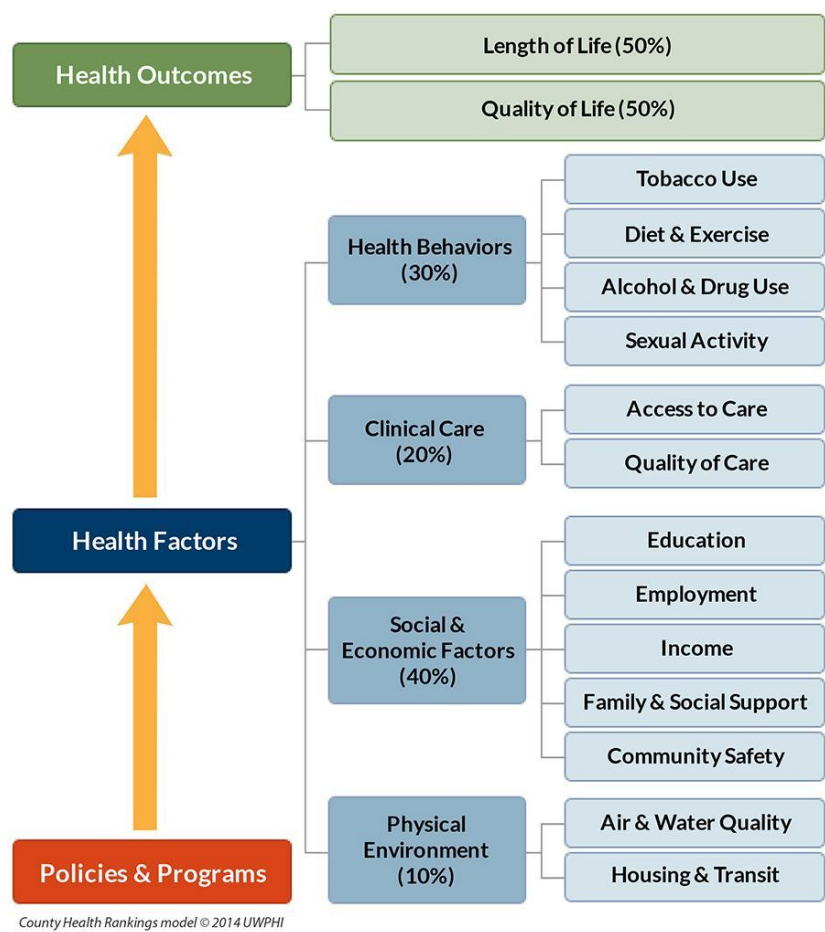 Health Outcomes
Length of Life (50%)
Quality of Life (50%)
Health Factors
Health Behaviors
(30%)
Tobacco Use
Diet & Exercise
Alcohol & Drug Use
Sexual Activity
Clinical Care
(20%)
Access to Care
Quality of Care
Social &
Economic Factors
(40%)
Education
Employment
Income
Family & Social Support
Community Safety
Physical
Environment
(10%)
Air & Water Quality
Housing & Transit
Policies & Programs
County Health Rankings model © 2014 UWPHI